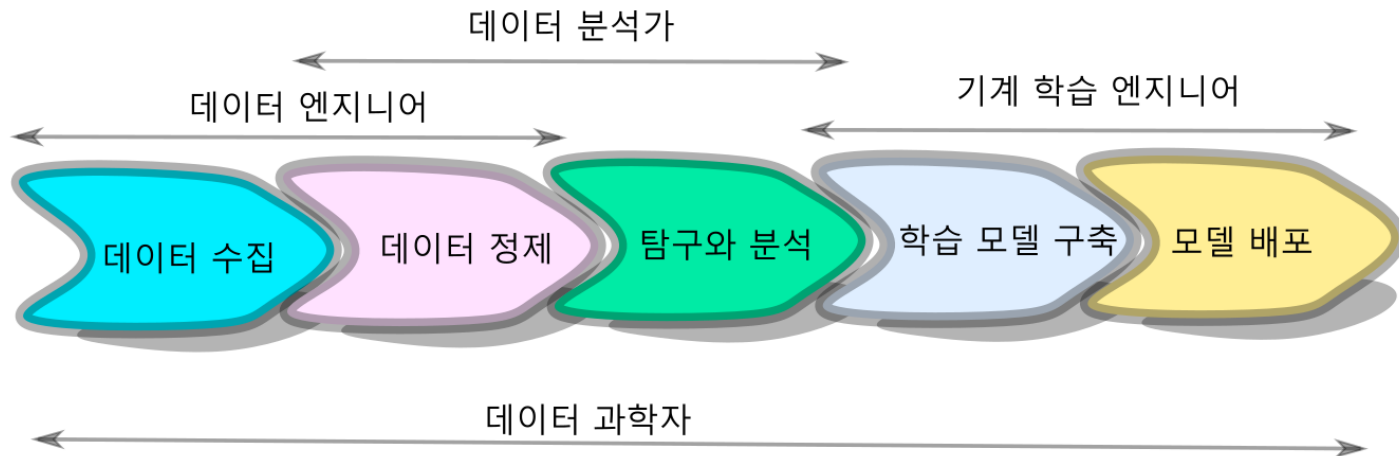 데이터 분석가
데이터 엔지니어
기계 학습 엔지니어
데이터 수집
데이터 정제
탐구와 분석
학습 모델 구축
모델 배포
데이터 과학자